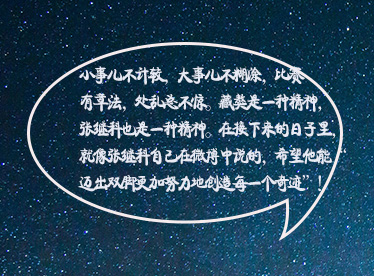 小事儿不计较，大事儿不糊涂，比赛
有章法，处乱态不像。藏獒是一种精神，
张继科也是一种精神。在接下来的日子里，
就像张继科自己在微博中说的，希望他能“
迈出双脚更加努力地创造每一个奇迹”！